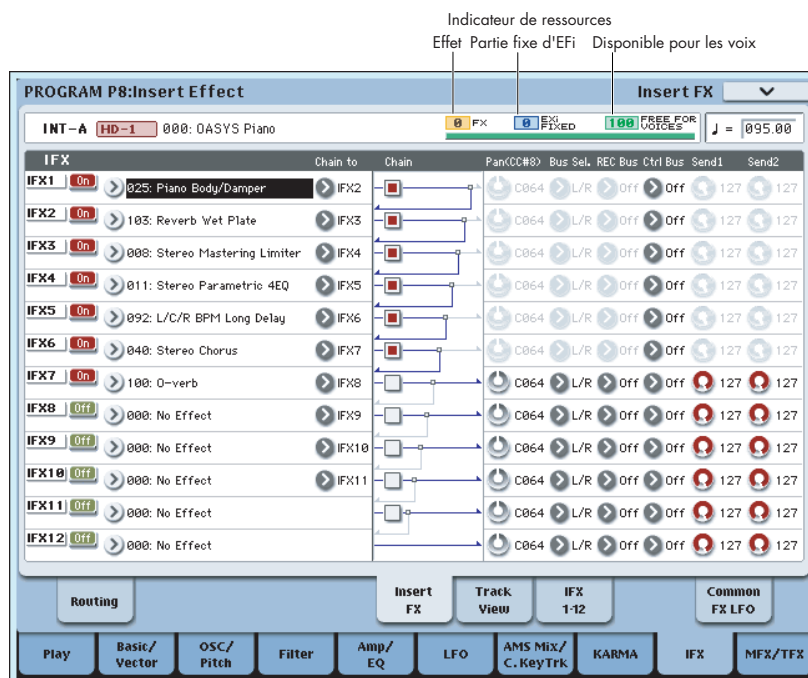 Indicateur de ressources
Effet Partie fixe d'EFi Disponible pour les voix
PROGRAM P8:Insert Effect Insert FX
INT-A HD-1 000: OASYS Piano 0 FX 0 EXi FIXED 100 FREE FOR VOICES ♩ = 095.00
IFX Chain to Chain Pan(CC#8) Bus Sel. REC Bus Ctrl Bus Send1 Send2
IFX1 On 025: Piano Body/Damper IFX2 C064 L/R Off Off 127 127
IFX2 On 103: Reverb Wet Plate IFX3 C064 L/R Off Off 127 127
IFX3 On 008: Stereo Mastering Limiter IFX4 C064 L/R Off Off 127 127
IFX4 On 011: Stereo Parametric 4EQ IFX5 C064 L/R Off Off 127 127
IFX5 On 092: L/C/R BPM Long Delay IFX6 C064 L/R Off Off 127 127
IFX6 On 040: Stereo Chorus IFX7 C064 L/R Off Off 127 127
IFX7 On 100: O-verb IFX8 C064 L/R Off Off 127 127
IFX8 Off 000: No Effect IFX9 C064 L/R Off Off 127 127
IFX9 Off 000: No Effect IFX10 C064 L/R Off Off 127 127
IFX10 Off 000: No Effect IFX11 C064 L/R Off Off 127 127
IFX11 Off 000: No Effect C064 L/R Off Off 127 127
IFX12 Off 000: No Effect C064 L/R Off Off 127 127
Routing Insert FX Track View IFX 1-12 Common FX LFO
Play Basic/Vector OSC/Pitch Filter Amp/EQ LFO AMS Mix/C.KeyTrk KARMA IFX MFX/TFX